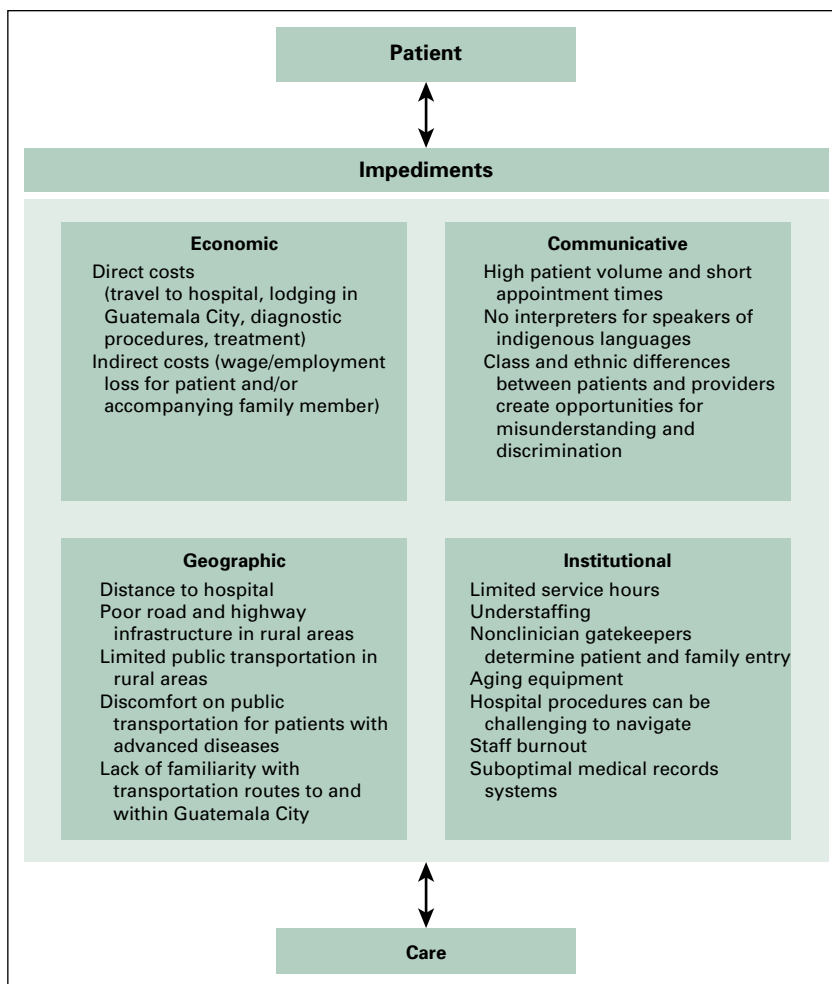 Patient
Impediments
Economic
Direct costs
(travel to hospital, lodging in
Guatemala City, diagnostic
procedures, treatment)
Indirect costs (wage/employment
loss for patient and/or
accompanying family member)
Communicative
High patient volume and short
appointment times
No interpreters for speakers of
indigenous languages
Class and ethnic differences
between patients and providers
create opportunities for
misunderstanding and
discrimination
Geographic
Distance to hospital
Poor road and highway
infrastructure in rural areas
Limited public transportation in
rural areas
Discomfort on public
transportation for patients with
advanced diseases
Lack of familiarity with
transportation routes to and
within Guatemala City
Institutional
Limited service hours
Understaffing
Nonclinician gatekeepers
determine patient and family entry
Aging equipment
Hospital procedures can be
challenging to navigate
Staff burnout
Suboptimal medical records
systems
Care